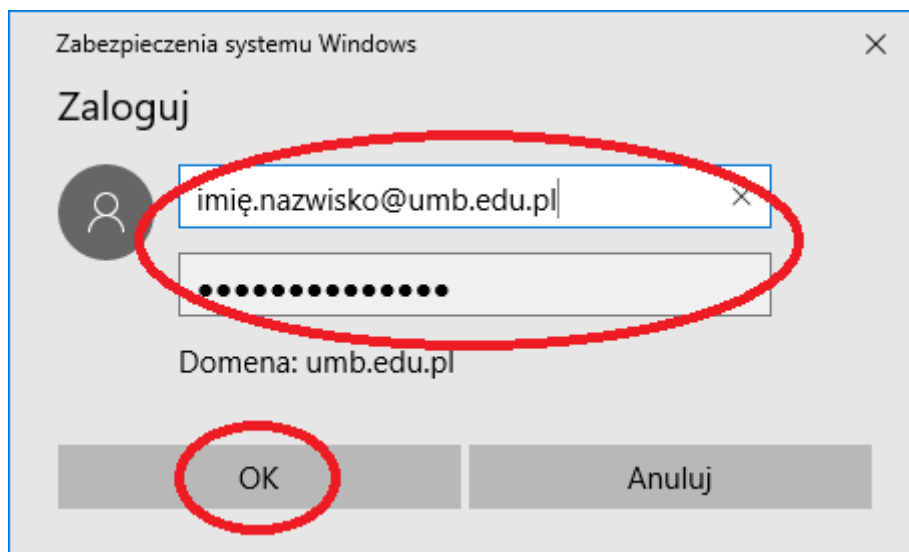 Zabezpieczenia systemu Windows
Zaloguj
imię.nazwisko@umb.edu.pl
●●●●●●●●●●●●●●
Domena: umb.edu.pl
OK Anuluj